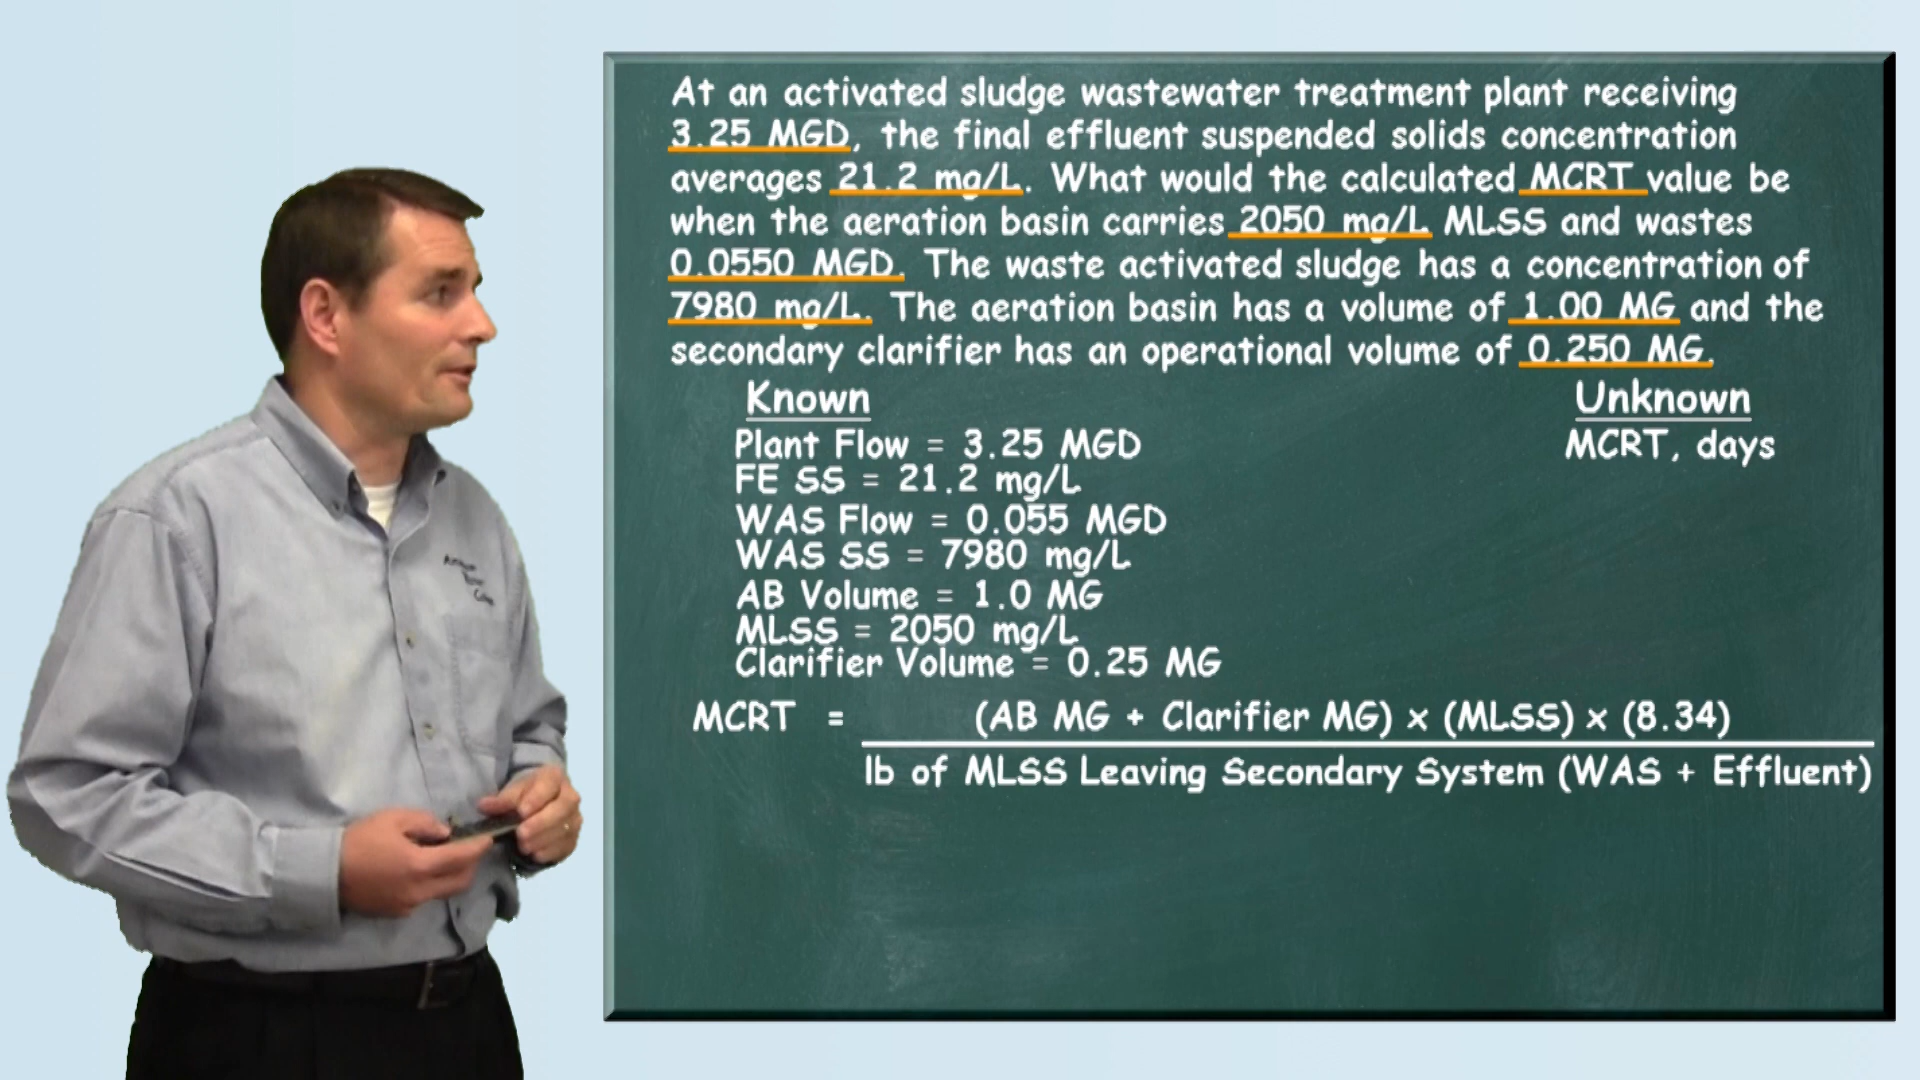 At an activated sludge wastewater treatment plant receiving
3.25 MGD, the final effluent suspended solids concentration
averages 21.2 mg/L. What would the calculated MCRT value be
when the aeration basin carries 2050 mg/L MLSS and wastes
0.0550 MGD. The waste activated sludge has a concentration of
7980 mg/L. The aeration basin has a volume of 1.00 MG and the
secondary clarifier has an operational volume of 0.250 MG.
Known
Unknown
Plant Flow = 3.25 MGD
MCRT, days
FE SS = 21.2 mg/L
WAS Flow = 0.055 MGD
WAS SS = 7980 mg/L
AB Volume = 1.0 MG
MLSS = 2050 mg/L
Clarifier Volume = 0.25 MG
MCRT = (AB MG + Clarifier MG) x (MLSS) x (8.34)
lb of MLSS Leaving Secondary System (WAS + Effluent)